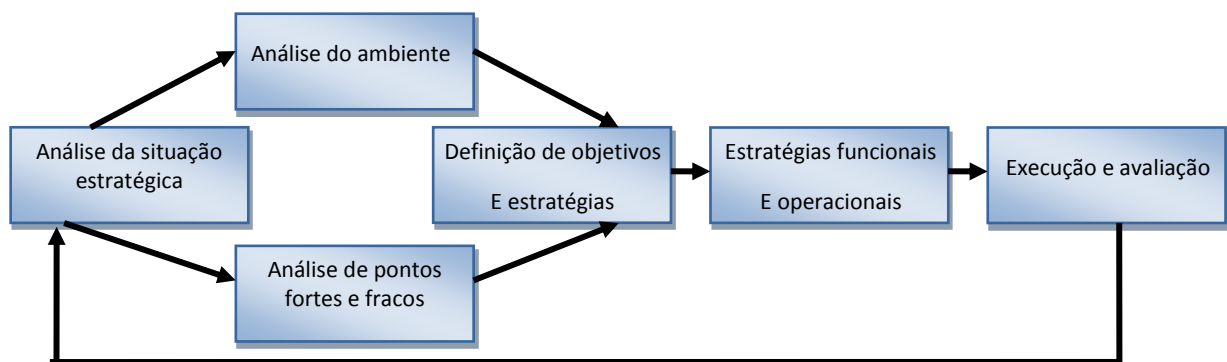 Análise do ambiente
Análise da situação
estratégica
Definição de objetivos
E estratégias
Estratégias funcionais
E operacionais
Execução e avaliação
Análise de pontos
fortes e fracos